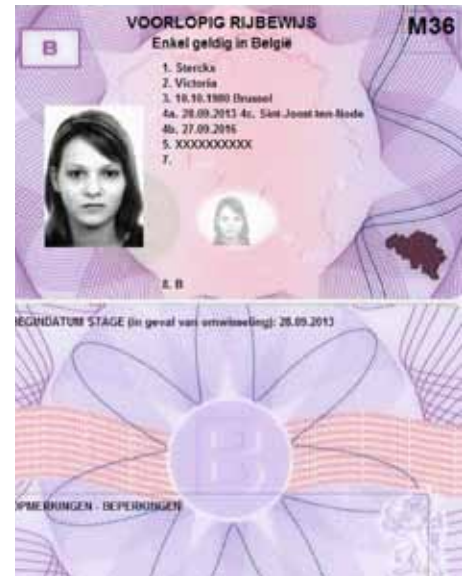 VOORLOPIG RIJBEWIJS
M36
B
Enkel geldig in België
1. Sterckx
2. Victoria
3. 10.10.1980 Brussel
4a. 28.09.2013 4c. Sint-Joost-ten-Node
4b. 27.09.2016
5. XXXXXXXXXX
7.
8. B
EGINDATUM STAGE (in geval van omwisseling): 28.09.2013
B
OPMERKINGEN - BEPERKINGEN